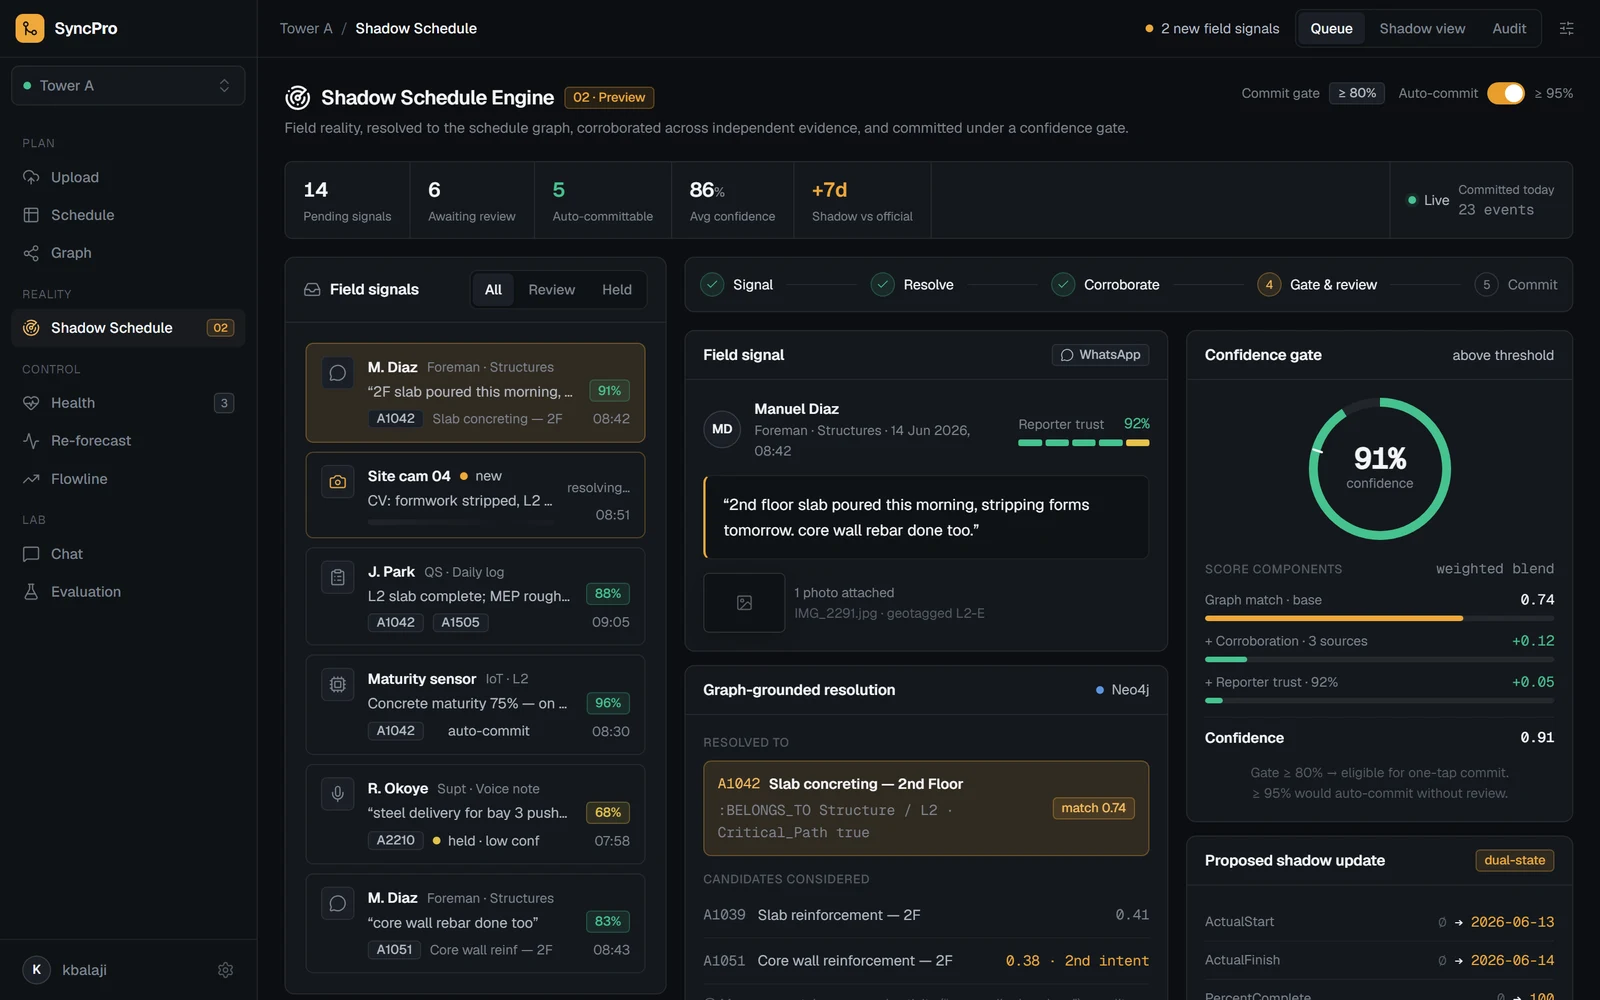 SyncPro
Tower A / Shadow Schedule
2 new field signals
Queue
Shadow view
Audit
Tower A
PLAN
Upload
Schedule
Graph
REALITY
Shadow Schedule 02
CONTROL
Health 3
Re-forecast
Flowline
LAB
Chat
Evaluation
K kbalaji
Shadow Schedule Engine 02 · Preview
Commit gate ≥ 80% Auto-commit ≥ 95%
Field reality, resolved to the schedule graph, corroborated across independent evidence, and committed under a confidence gate.
14
Pending signals
6
Awaiting review
5
Auto-committable
86%
Avg confidence
+7d
Shadow vs official
Live
Committed today
23 events
Field signals
All
Review
Held
M. Diaz Foreman · Structures
“2F slab poured this morning, ... 91%
A1042 Slab concreting — 2F 08:42
Site cam 04 new
CV: formwork stripped, L2 ... resolving...
08:51
J. Park QS · Daily log
L2 slab complete; MEP rough... 88%
A1042 A1505 09:05
Maturity sensor IoT · L2
Concrete maturity 75% — on ... 96%
A1042 auto-commit 08:30
R. Okoye Supt · Voice note
“steel delivery for bay 3 push... 68%
A2210 held · low conf 07:58
M. Diaz Foreman · Structures
“core wall rebar done too” 83%
A1051 Core wall reinf — 2F 08:43
Signal
Resolve
Corroborate
4 Gate & review
5 Commit
Field signal WhatsApp
MD
Manuel Diaz
Foreman · Structures · 14 Jun 2026,
08:42
Reporter trust 92%
“2nd floor slab poured this morning, stripping forms
tomorrow. core wall rebar done too.”
1 photo attached
IMG_2291.jpg · geotagged L2-E
Graph-grounded resolution Neo4j
RESOLVED TO
A1042 Slab concreting — 2nd Floor
:BELONGS_TO Structure / L2 ·
Critical_Path true
match 0.74
CANDIDATES CONSIDERED
A1039 Slab reinforcement — 2F 0.41
A1051 Core wall reinforcement — 2F 0.38 · 2nd intent
Confidence gate above threshold
91%
confidence
SCORE COMPONENTS weighted blend
Graph match · base 0.74
+ Corroboration · 3 sources +0.12
+ Reporter trust · 92% +0.05
Confidence 0.91
Gate ≥ 80% → eligible for one-tap commit.
≥ 95% would auto-commit without review.
Proposed shadow update dual-state
ActualStart Ø → 2026-06-13
ActualFinish Ø → 2026-06-14
PercentComplete 0 → 100